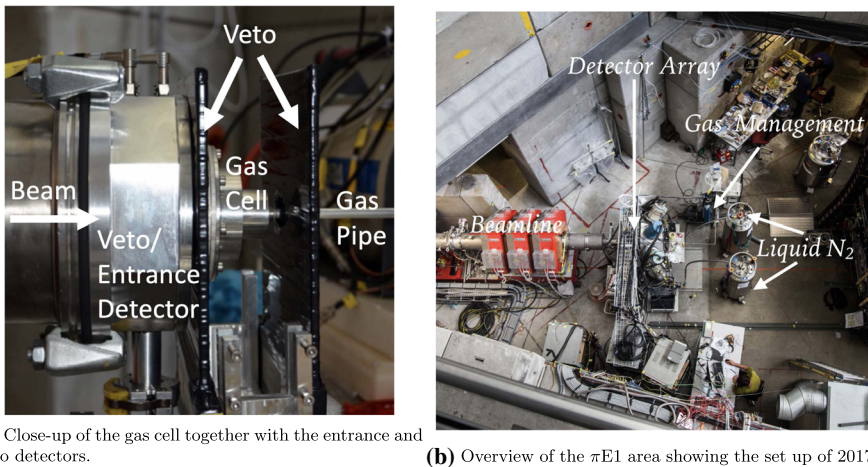 Veto
Beam
Gas
Cell
Gas
Pipe
Veto/
Entrance
Detector
Close-up of the gas cell together with the entrance and
o detectors.
Detector Array
Gas Management
Beamline
Liquid N₂
(b) Overview of the πE1 area showing the set up of 2017